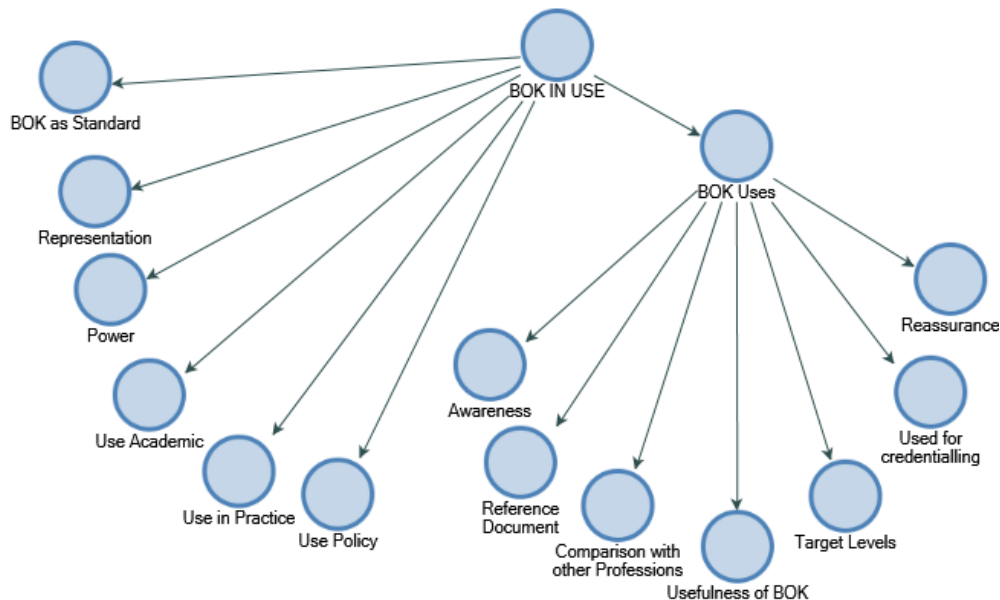 BOK IN USE
BOK as Standard
BOK Uses
Representation
Power
Reassurance
Use Academic
Awareness
Used for
credentialling
Use in Practice
Use Policy
Reference
Document
Comparison with
other Professions
Target Levels
Usefulness of BOK